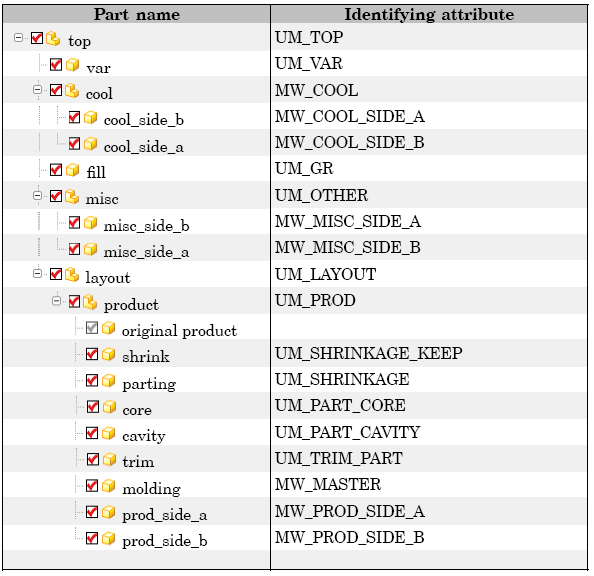 Part name Identifying attribute
top UM_TOP
var UM_VAR
cool MW_COOL
cool_side_b MW_COOL_SIDE_A
cool_side_a MW_COOL_SIDE_B
fill UM_GR
misc UM_OTHER
misc_side_b MW_MISC_SIDE_A
misc_side_a MW_MISC_SIDE_B
layout UM_LAYOUT
product UM_PROD
original product
shrink UM_SHRINKAGE_KEEP
parting UM_SHRINKAGE
core UM_PART_CORE
cavity UM_PART_CAVITY
trim UM_TRIM_PART
molding MW_MASTER
prod_side_a MW_PROD_SIDE_A
prod_side_b MW_PROD_SIDE_B